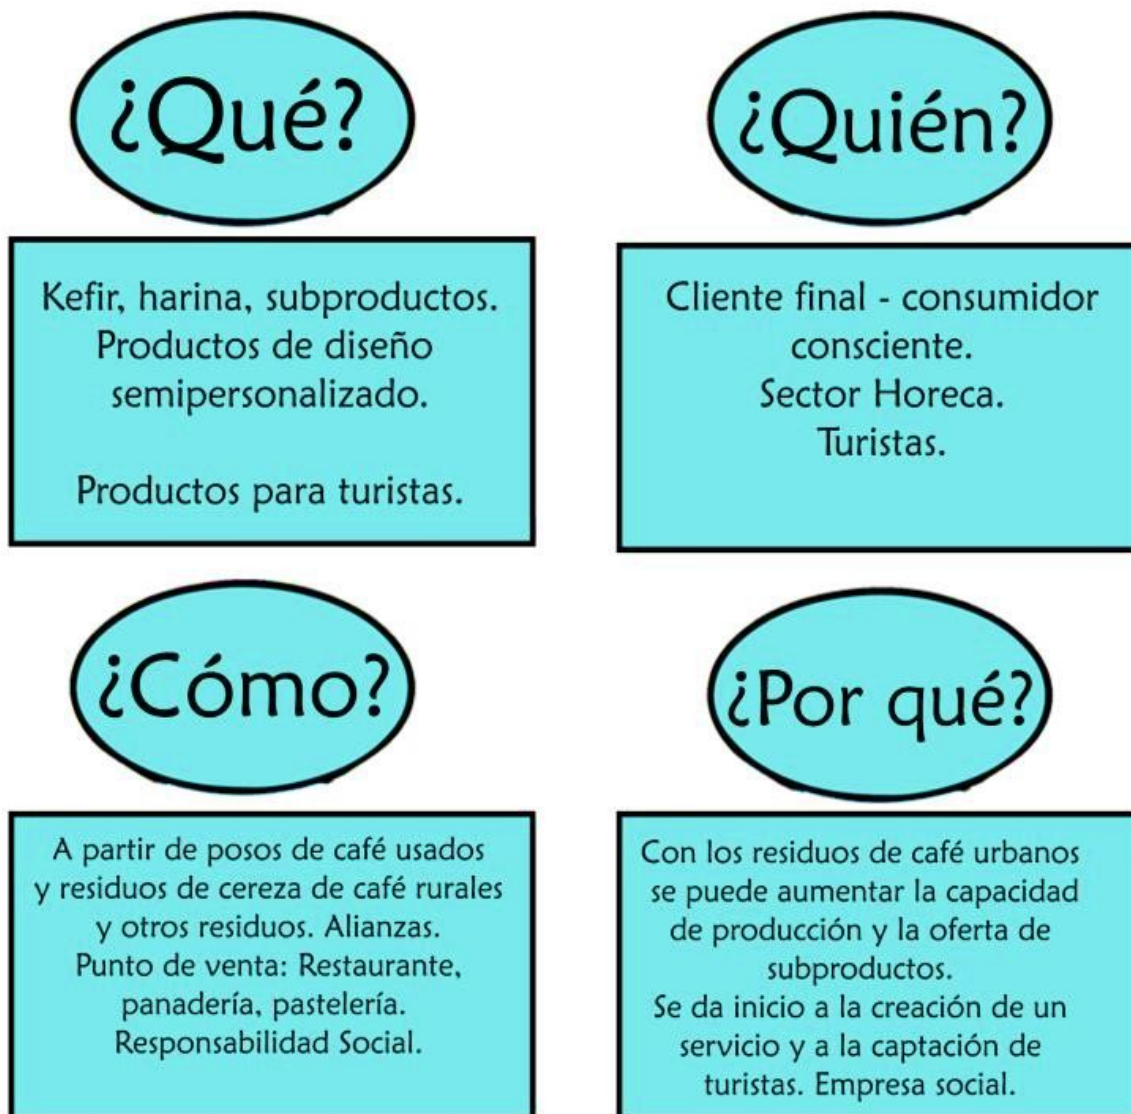 ¿Qué?
Kefir, harina, subproductos.
Productos de diseño
semipersonalizado.
Productos para turistas.
¿Quién?
Cliente final - consumidor
consciente.
Sector Horeca.
Turistas.
¿Cómo?
A partir de posos de café usados
y residuos de cereza de café rurales
y otros residuos. Alianzas.
Punto de venta: Restaurante,
panadería, pastelería.
Responsabilidad Social.
¿Por qué?
Con los residuos de café urbanos
se puede aumentar la capacidad
de producción y la oferta de
subproductos.
Se da inicio a la creación de un
servicio y a la captación de
turistas. Empresa social.